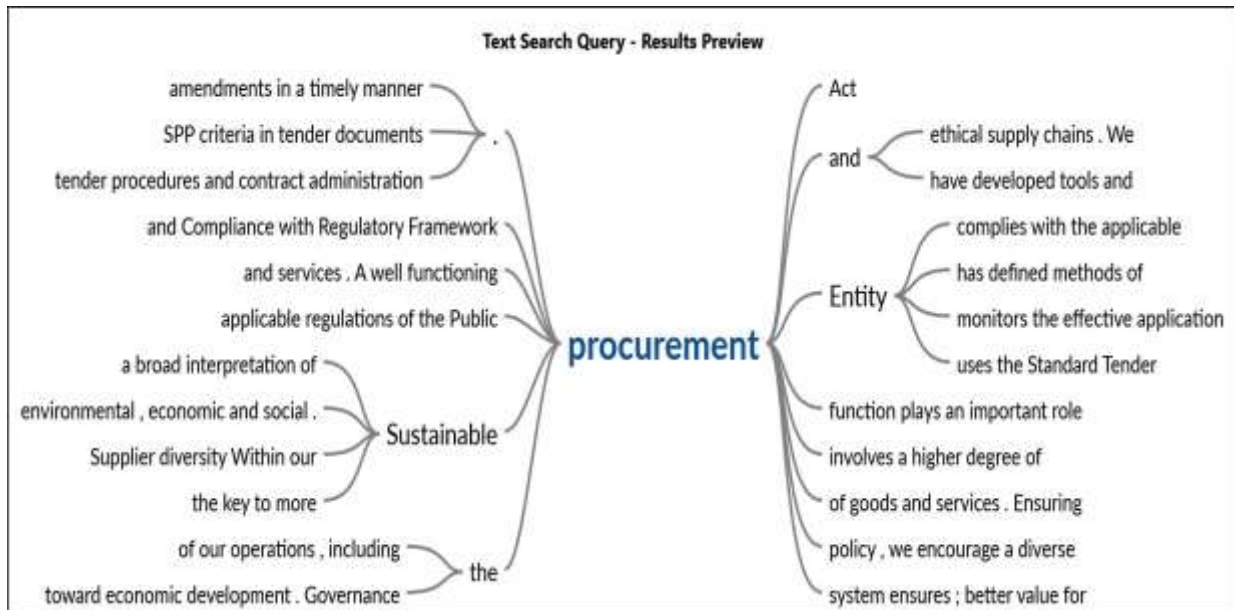 Text Search Query - Results Preview
amendments in a timely manner
SPP criteria in tender documents
tender procedures and contract administration
.
and Compliance with Regulatory Framework
and services . A well functioning
applicable regulations of the Public
a broad interpretation of
environmental , economic and social .
Supplier diversity Within our
the key to more
Sustainable
of our operations , including
toward economic development . Governance
the
procurement
Act
and
ethical supply chains . We
have developed tools and
Entity
complies with the applicable
has defined methods of
monitors the effective application
uses the Standard Tender
function plays an important role
involves a higher degree of
of goods and services . Ensuring
policy , we encourage a diverse
system ensures ; better value for